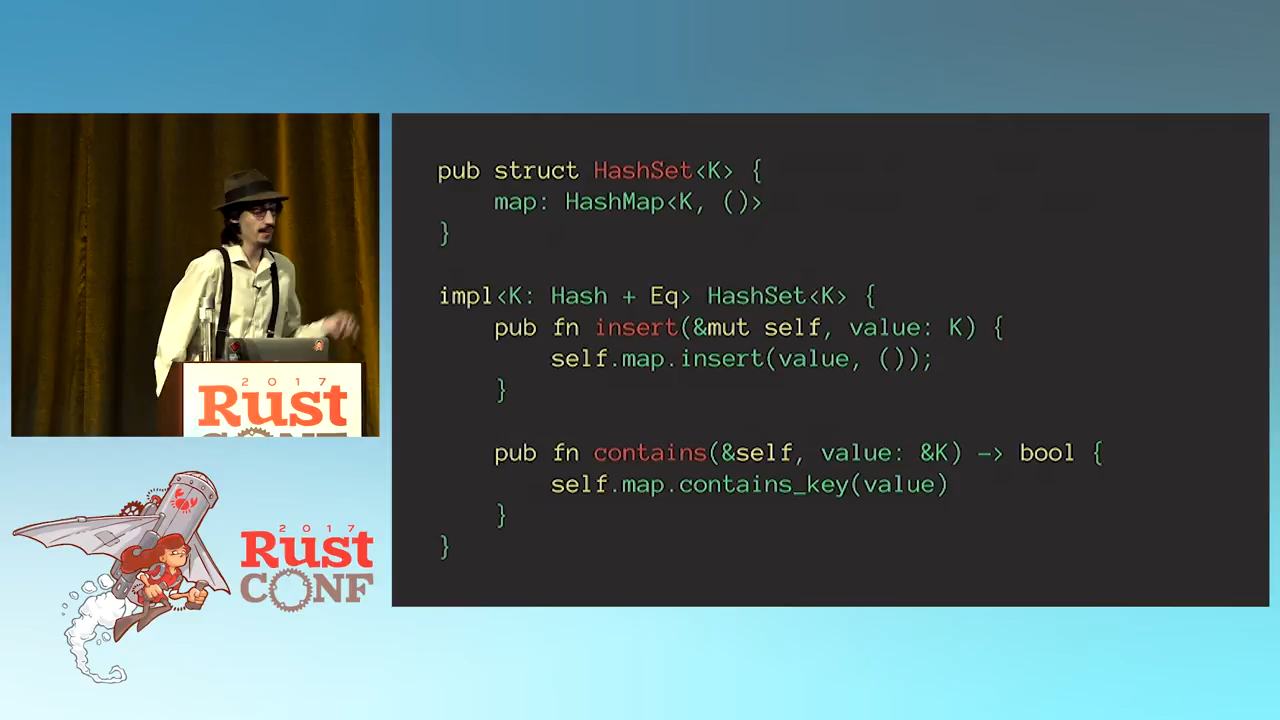 pub struct HashSet<K> {
map: HashMap<K, ()>
}
impl<K: Hash + Eq> HashSet<K> {
pub fn insert(&mut self, value: K) {
self.map.insert(value, ());
}
pub fn contains(&self, value: &K) -> bool {
self.map.contains_key(value)
}
}
2017
Rust
CONF
2017
Rust
CONF